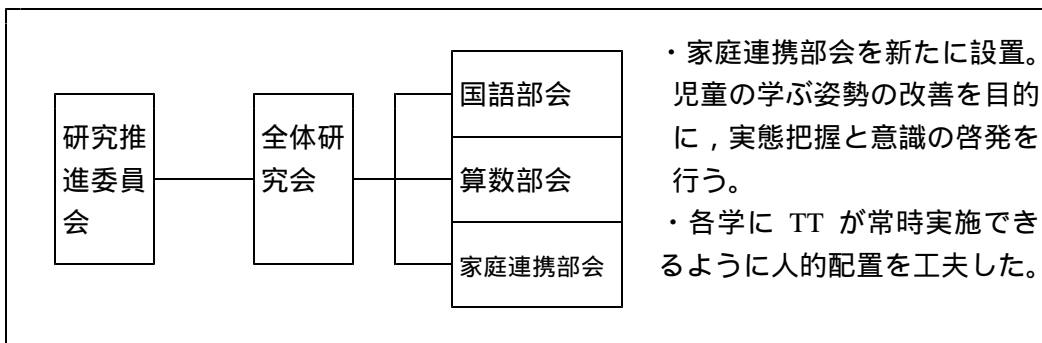 研究推
進委員
会
全体研
究会
国語部会
算数部会
家庭連携部会
・家庭連携部会を新たに設置。
児童の学ぶ姿勢の改善を目的
に,実態把握と意識の啓発を
行う。
・各学に TT が常時実施でき
るように人的配置を工夫した。